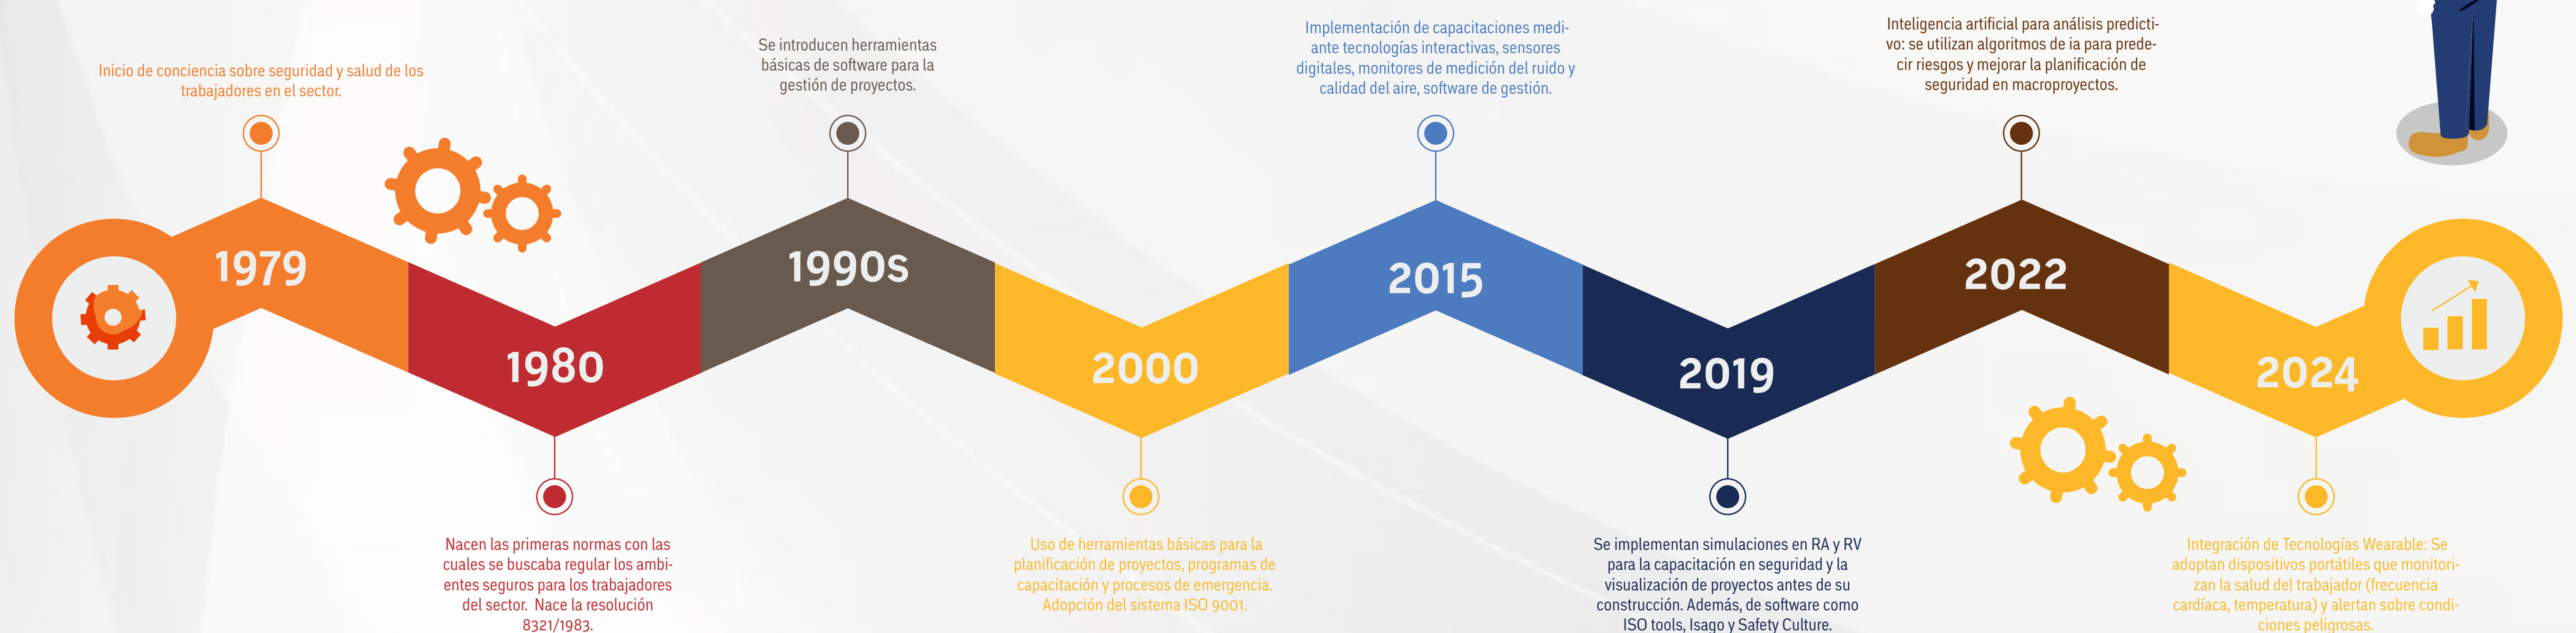 Inicio de conciencia sobre seguridad y salud de los
trabajadores en el sector.
1979
1980
Nacen las primeras normas con las
cuales se buscaba regular los ambi-
entes seguros para los trabajadores
del sector. Nace la resolución
8321/1983.
Se introducen herramientas
básicas de software para la
gestión de proyectos.
1990s
2000
Uso de herramientas básicas para la
planificación de proyectos, programas de
capacitación y procesos de emergencia.
Adopción del sistema ISO 9001.
Implementación de capacitaciones medi-
ante tecnologías interactivas, sensores
digitales, monitores de medición del ruido y
calidad del aire, software de gestión.
2015
2019
Se implementan simulaciones en RA y RV
para la capacitación en seguridad y la
visualización de proyectos antes de su
construcción. Además, de software como
ISO tools, Isago y Safety Culture.
Inteligencia artificial para análisis predicti-
vo: se utilizan algoritmos de ia para prede-
cir riesgos y mejorar la planificación de
seguridad en macroproyectos.
2022
2024
Integración de Tecnologías Wearable: Se
adoptan dispositivos portátiles que monitori-
zan la salud del trabajador (frecuencia
cardíaca, temperatura) y alertan sobre condi-
ciones peligrosas.